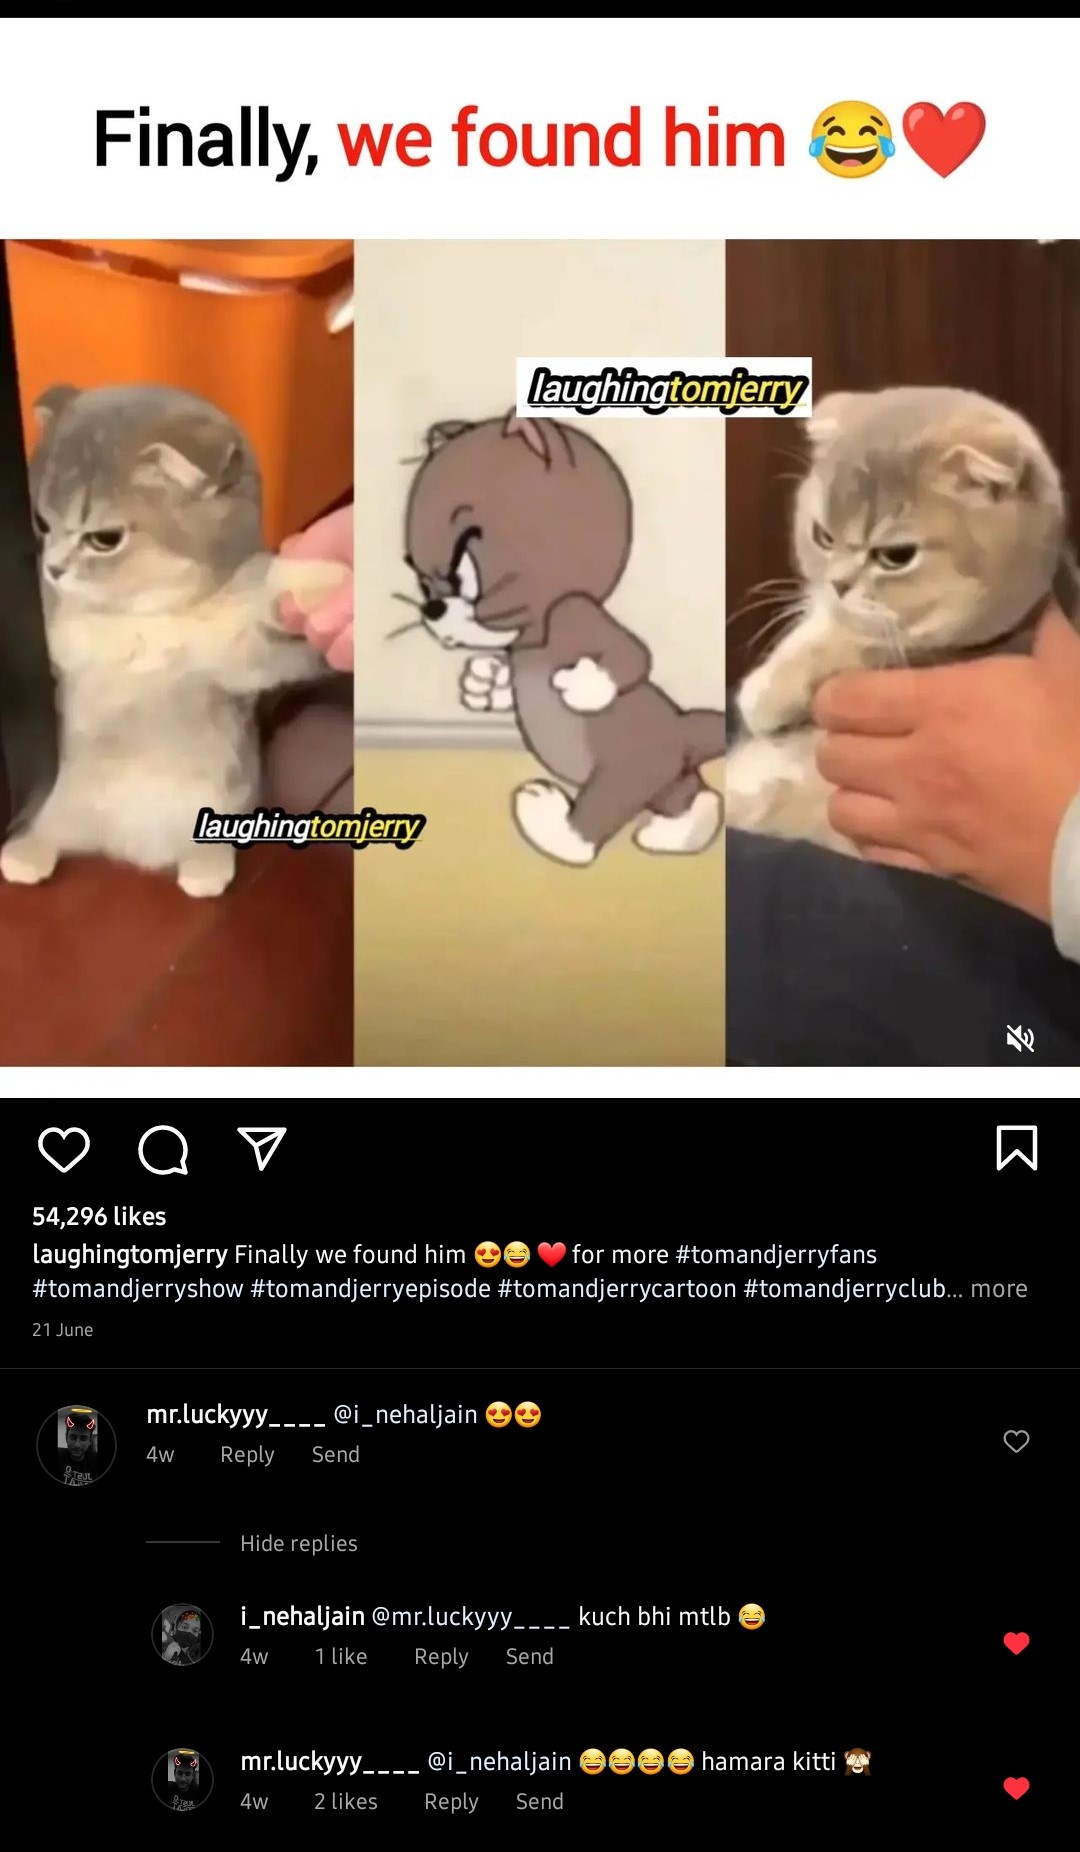 Finally, we found him 😂❤️
laughingtomjerry
laughingtomjerry
54,296 likes
laughingtomjerry Finally we found him 😍😂 ❤️ for more #tomandjerryfans
#tomandjerryshow #tomandjerryepisode #tomandjerrycartoon #tomandjerryclub... more
21 June
mr.luckyyy____ @i_nehaljain 😍😍
4w Reply Send
Hide replies
i_nehaljain @mr.luckyyy____ kuch bhi mtlb 😂
4w 1 like Reply Send
mr.luckyyy____ @i_nehaljain 😂😂😂😂 hamara kitti 🙈
4w 2 likes Reply Send